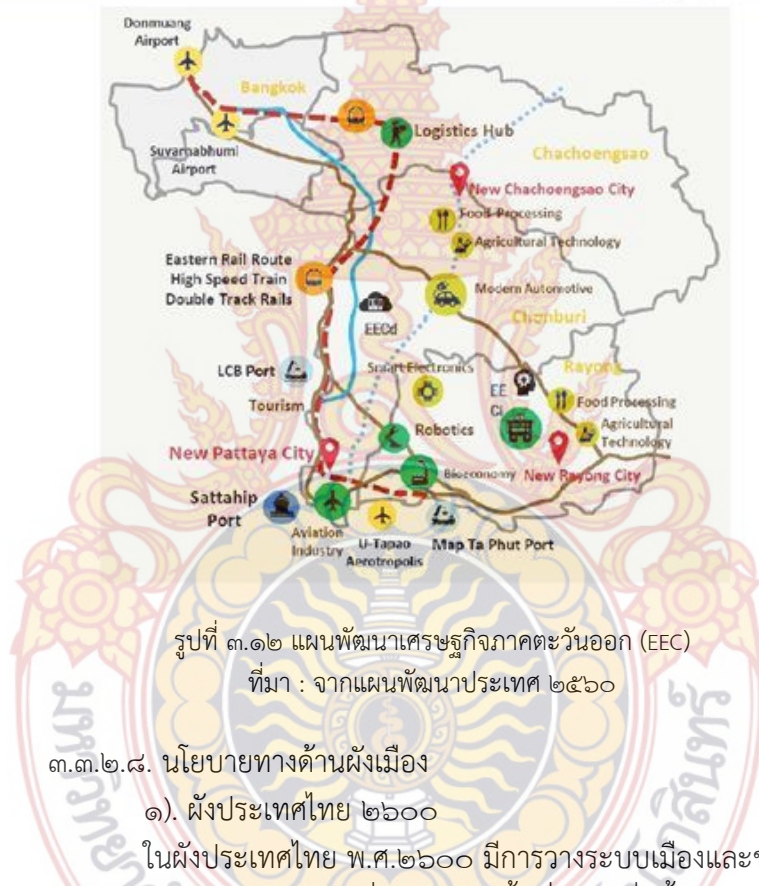 Donmuang
Airport
Bangkok
Logistics Hub
Suvarnabhumi
Airport
Chachoengsao
New Chachoengsao City
Food Processing
Agricultural Technology
Eastern Rail Route
High Speed Train
Double Track Rails
Modern Automotive
EECd
Chonburi
LCB Port
Smart Electronics
Rayong
EE
Ci
Tourism
Food Processing
Robotics
Agricultural
Technology
New Pattaya City
Bioeconomy
New Rayong City
Sattahip
Port
Aviation
Industry
U-Tapao
Aerotropolis
Map Ta Phut Port
รูปที่ ๓.๑๒ แผนพัฒนาเศรษฐกิจภาคตะวันออก (EEC)
ที่มา : จากแผนพัฒนาประเทศ ๒๕๖๐
๓.๓.๒.๘. นโยบายทางด้านผังเมือง
๑). ผังประเทศไทย ๒๖๐๐
ในผังประเทศไทย พ.ศ.๒๖๐๐ มีการวางระบบเมืองและ